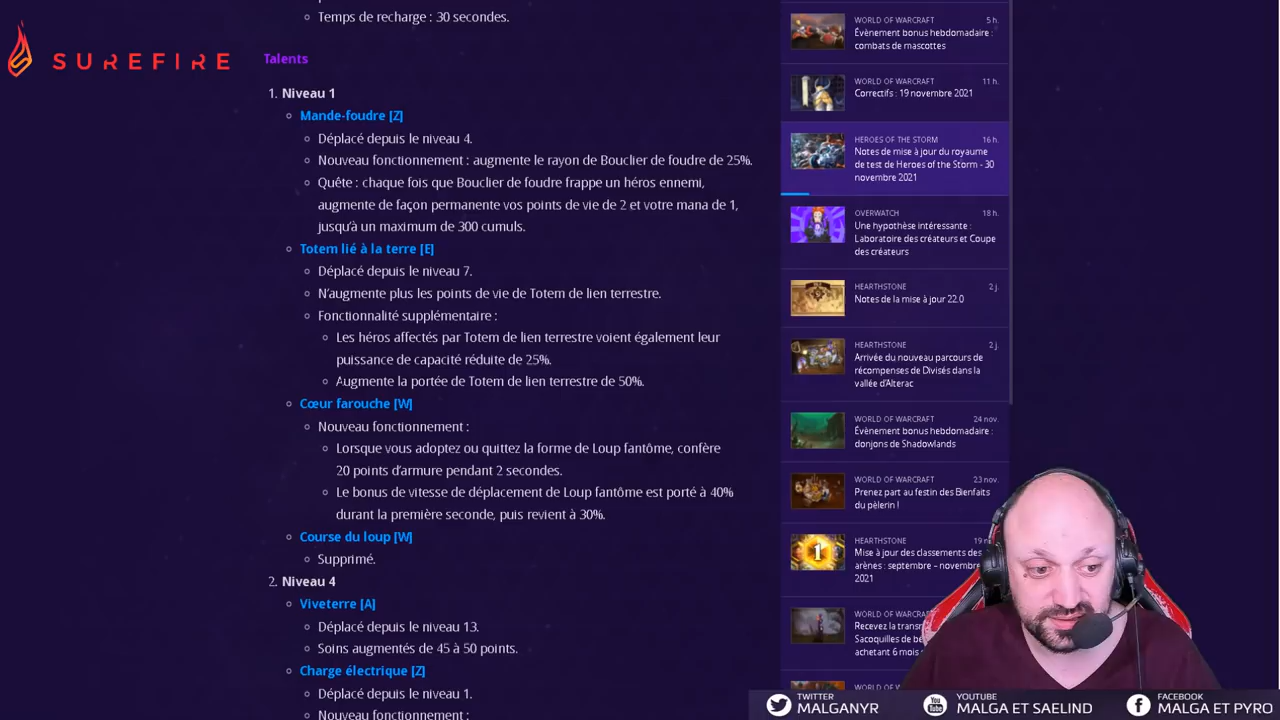 Temps de recharge : 30 secondes.
SUREFIRE
Talents
1. Niveau 1
Mande-foudre [Z]
Déplacé depuis le niveau 4.
Nouveau fonctionnement : augmente le rayon de Bouclier de foudre de 25%.
Quête : chaque fois que Bouclier de foudre frappe un héros ennemi,
augmente de façon permanente vos points de vie de 2 et votre mana de 1,
jusqu'à un maximum de 300 cumuls.
Totem lié à la terre [E]
Déplacé depuis le niveau 7.
N'augmente plus les points de vie de Totem de lien terrestre.
Fonctionnalité supplémentaire :
Les héros affectés par Totem de lien terrestre voient également leur
puissance de capacité réduite de 25%.
Augmente la portée de Totem de lien terrestre de 50%.
Cœur farouche [W]
Nouveau fonctionnement :
Lorsque vous adoptez ou quittez la forme de Loup fantôme, confère
20 points d'armure pendant 2 secondes.
Le bonus de vitesse de déplacement de Loup fantôme est porté à 40%
durant la première seconde, puis revient à 30%.
Course du loup [W]
Supprimé.
2. Niveau 4
Viveterre [A]
Déplacé depuis le niveau 13.
Soins augmentés de 45 à 50 points.
Charge électrique [Z]
Déplacé depuis le niveau 1.
Nouveau fonctionnement :
WORLD OF WARCRAFT 5 h.
Évènement bonus hebdomadaire :
combats de mascottes
WORLD OF WARCRAFT 11 h.
Correctifs : 19 novembre 2021
HEROES OF THE STORM 16 h.
Notes de mise à jour du royaume
de test de Heroes of the Storm - 30
novembre 2021
OVERWATCH 18 h.
Une hypothèse intéressante :
Laboratoire des créateurs et Coupe
des créateurs
HEARTHSTONE 2 j.
Notes de la mise à jour 22.0
HEARTHSTONE 2 j.
Arrivée du nouveau parcours de
récompenses de Divisés dans la
vallée d'Alterac
WORLD OF WARCRAFT 24 nov.
Évènement bonus hebdomadaire :
donjons de Shadowlands
WORLD OF WARCRAFT 23 nov.
Prenez part au festin des Bienfaits
du pèlerin !
HEARTHSTONE 19
1
Mise à jour des classements des
arènes : septembre – novembre
2021
WORLD OF WARCRAFT
Recevez la
Sacoquilles de
achetant 6 mois
WORLD OF
TWITTER
MALGANYR
YOUTUBE
MALGA ET SAELIND
FACEBOOK
MALGA ET PYRO